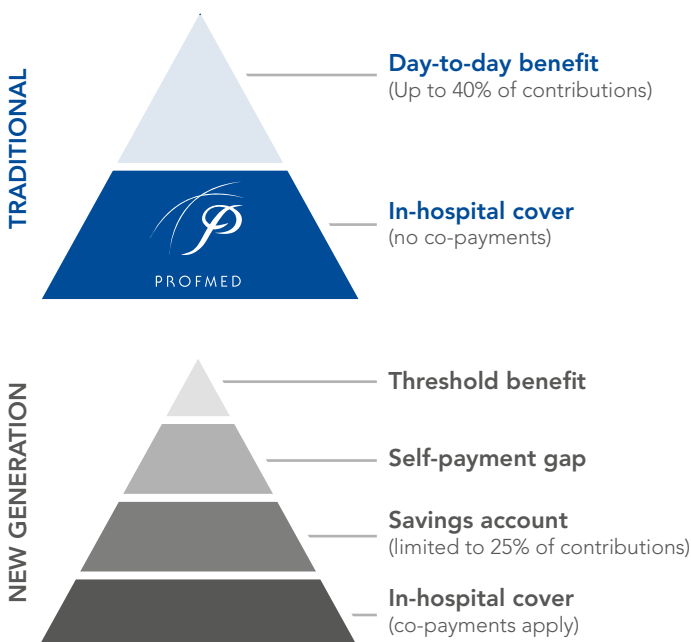 TRADITIONAL
Day-to-day benefit
(Up to 40% of contributions)
In-hospital cover
(no co-payments)
P
PROFMED
NEW GENERATION
Threshold benefit
Self-payment gap
Savings account
(limited to 25% of contributions)
In-hospital cover
(co-payments apply)